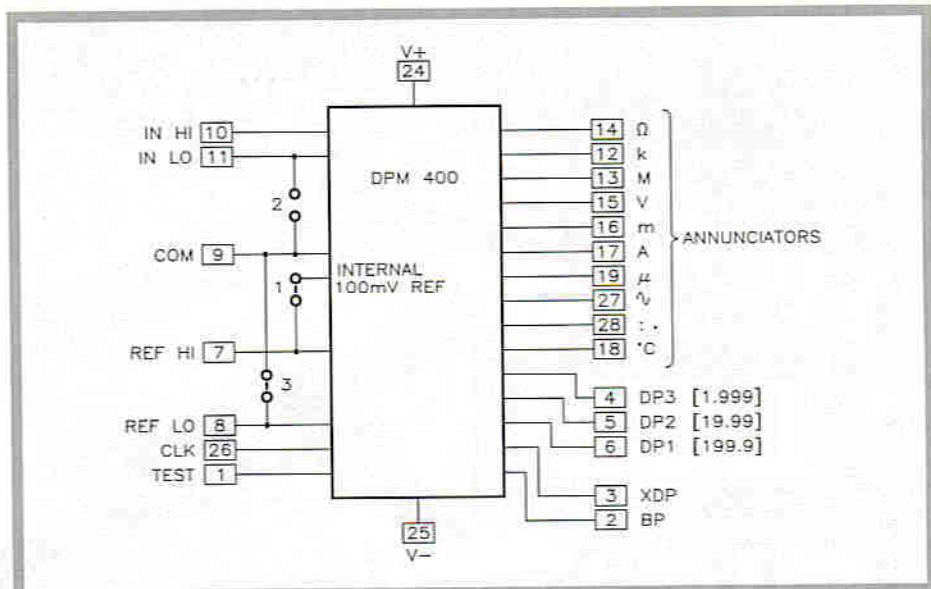 V+
24
IN HI 10
IN LO 11
DPM 400
2
COM 9
INTERNAL
100mV REF
1
REF HI 7
3
REF LO 8
CLK 26
TEST 1
25
V-
14 Ω
12 k
13 M
15 V
16 m
17 A
19 μ
27 ∿
28 : .
18 °C
ANNUNCIATORS
4 DP3 [1.999]
5 DP2 [19.99]
6 DP1 [199.9]
3 XDP
2 BP